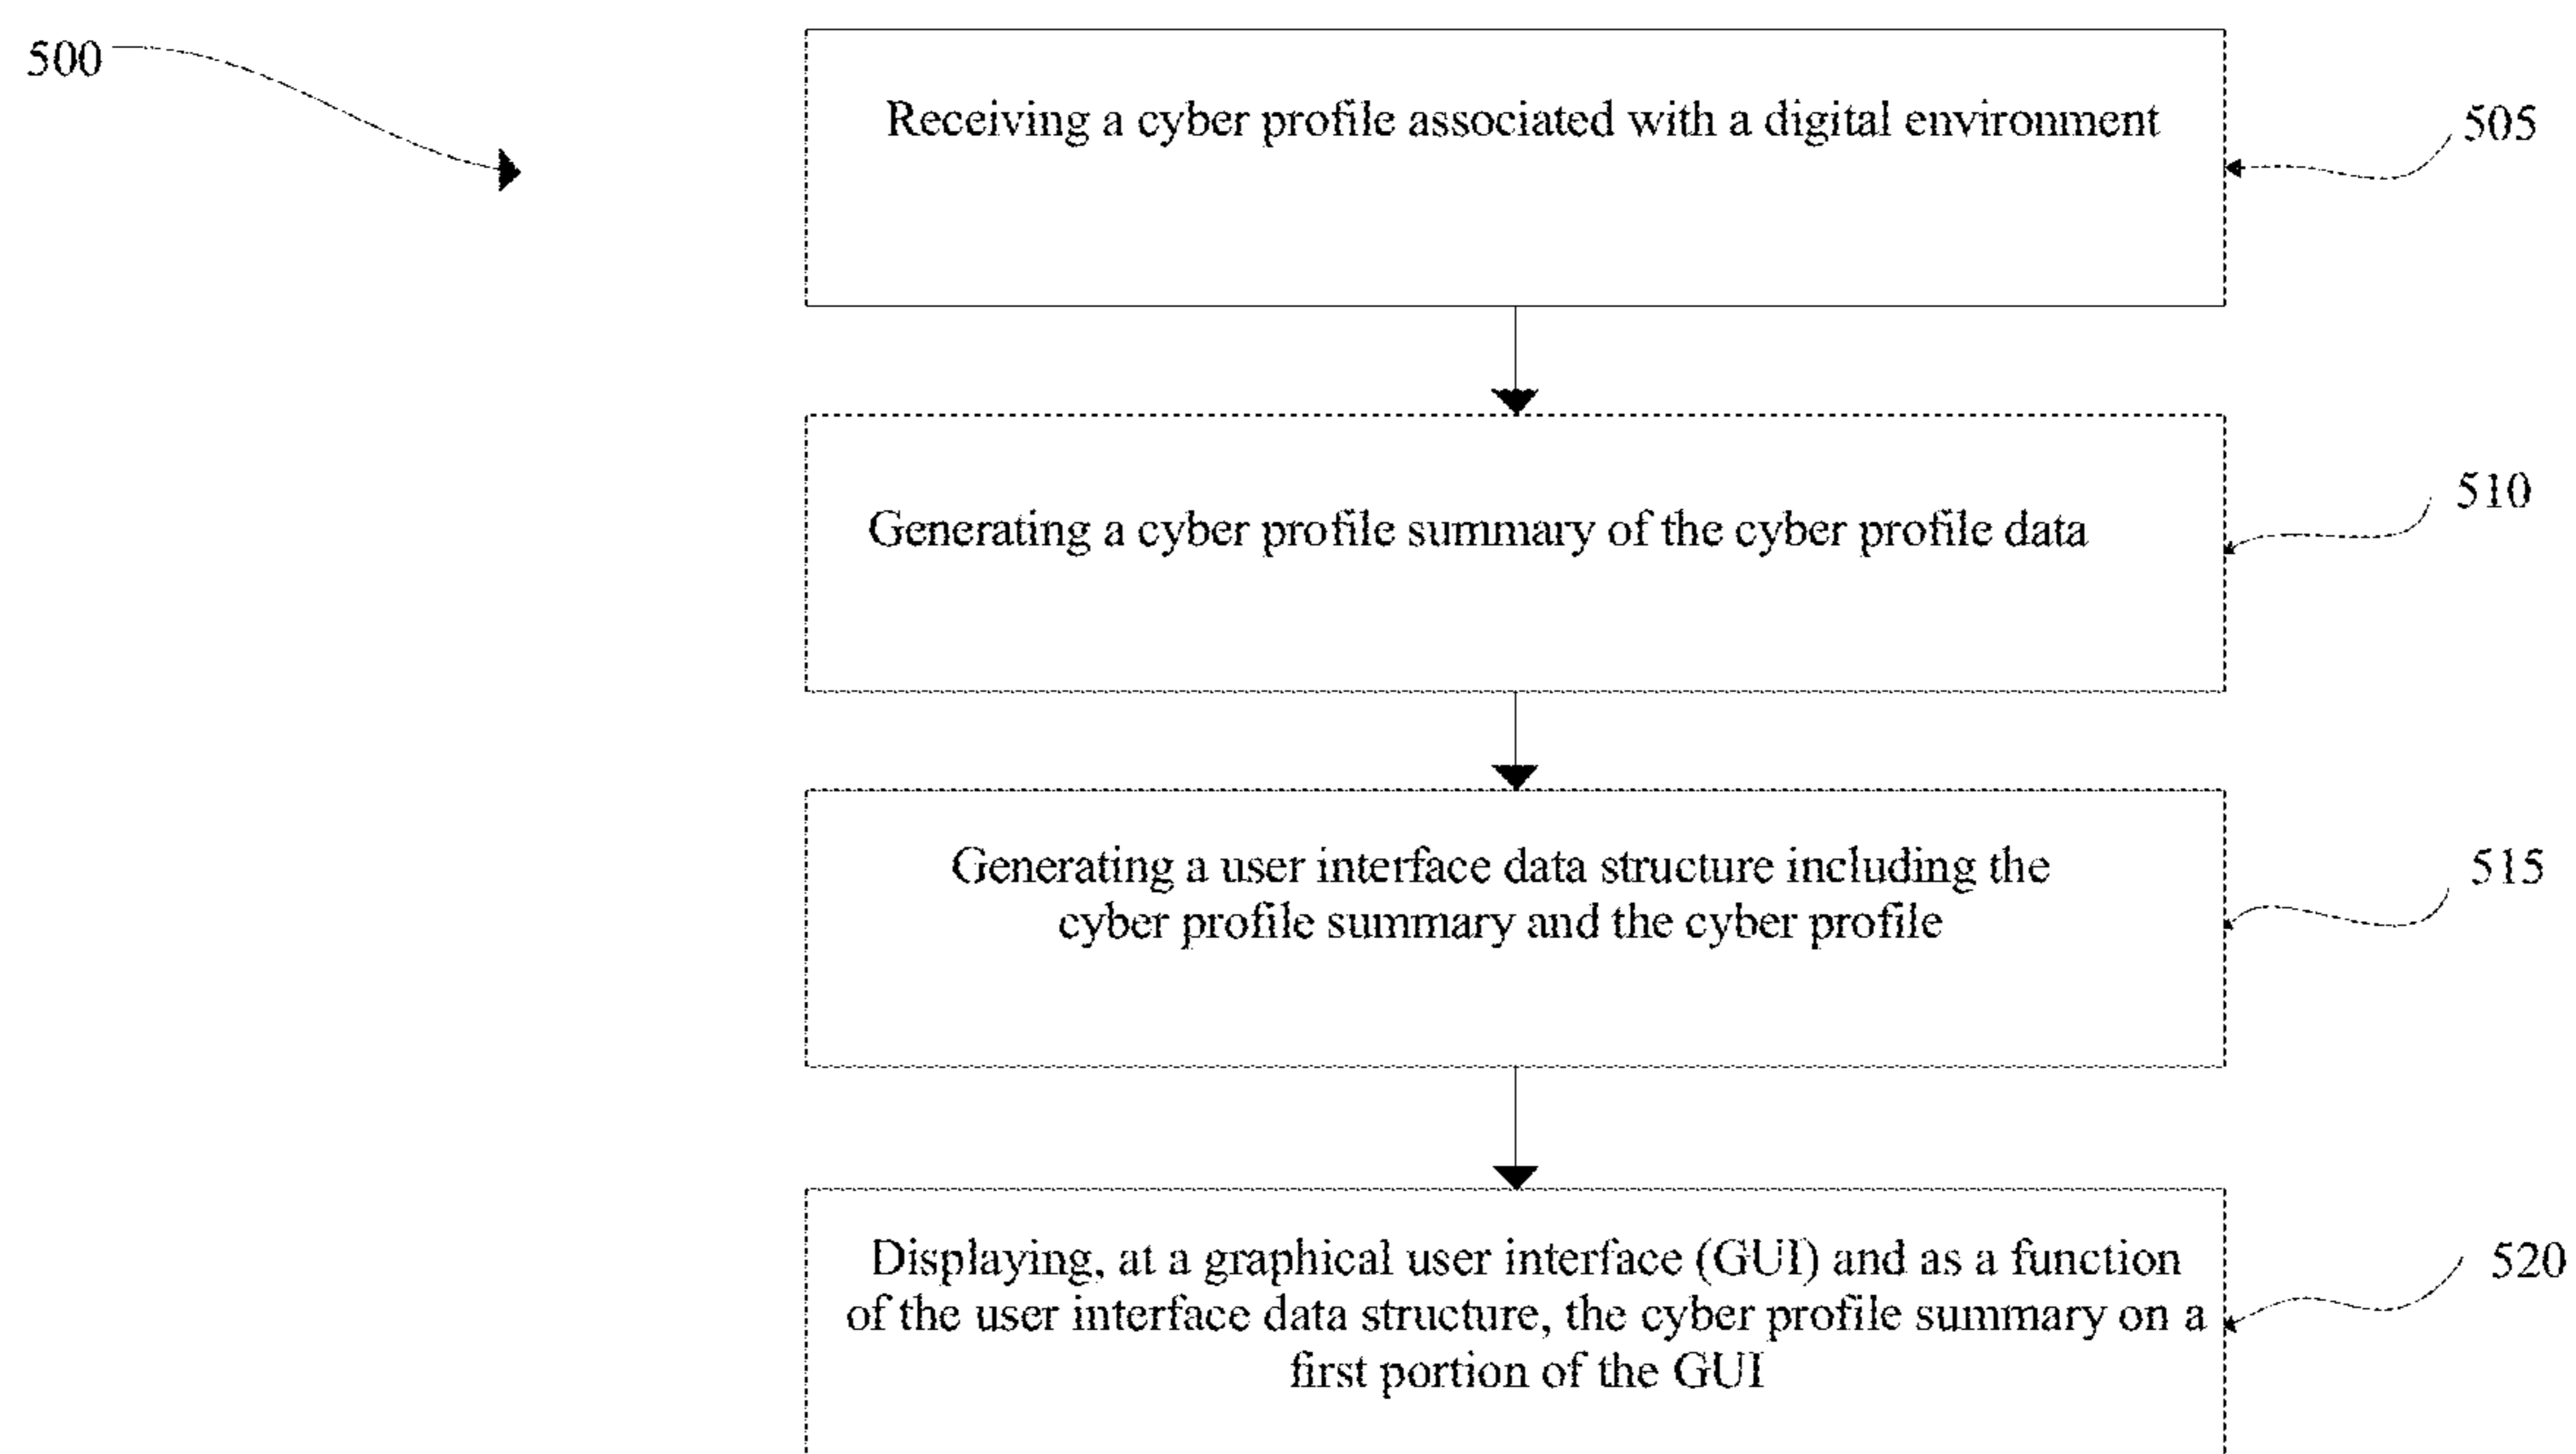 500
Receiving a cyber profile associated with a digital environment
505
Generating a cyber profile summary of the cyber profile data
510
Generating a user interface data structure including the
cyber profile summary and the cyber profile
515
Displaying, at a graphical user interface (GUI) and as a function
of the user interface data structure, the cyber profile summary on a
first portion of the GUI
520